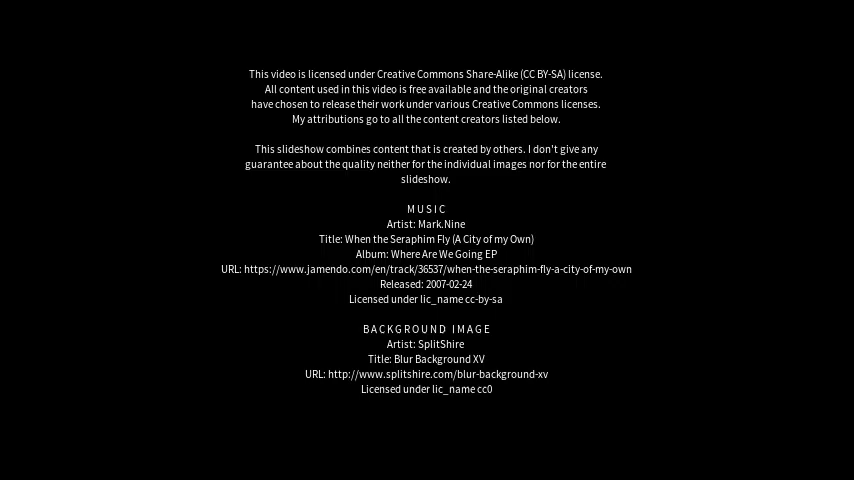 This video is licensed under Creative Commons Share-Alike (CC BY-SA) license.
All content used in this video is free available and the original creators
have chosen to release their work under various Creative Commons licenses.
My attributions go to all the content creators listed below.
This slideshow combines content that is created by others. I don't give any
guarantee about the quality neither for the individual images nor for the entire
slideshow.
MUSIC
Artist: Mark.Nine
Title: When the Seraphim Fly (A City of my Own)
Album: Where Are We Going EP
URL: https://www.jamendo.com/en/track/36537/when-the-seraphim-fly-a-city-of-my-own
Released: 2007-02-24
Licensed under lic_name cc-by-sa
BACKGROUND IMAGE
Artist: SplitShire
Title: Blur Background XV
URL: http://www.splitshire.com/blur-background-xv
Licensed under lic_name cc0